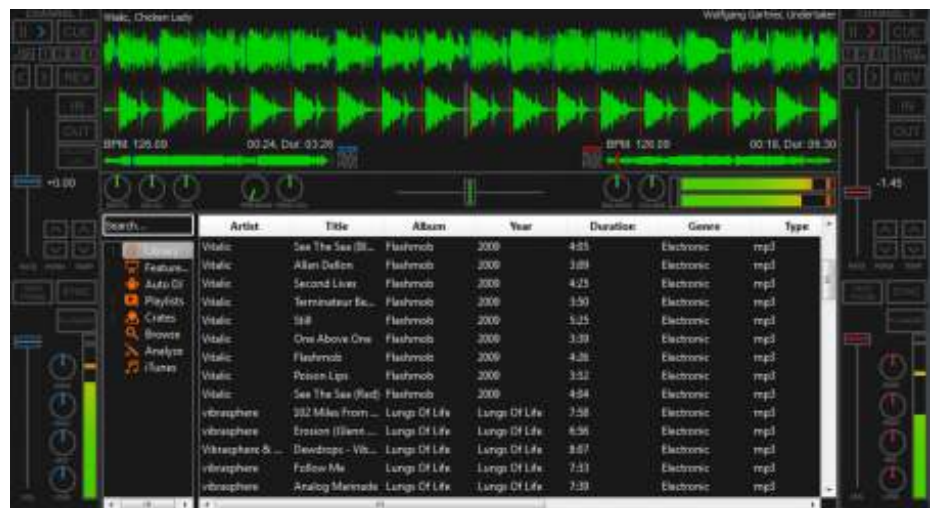 CHANNEL 1
Vitalic, Chicken Lady
Wolfgang Gartner, Undertaker
CHANNEL 2
CUE
CUE
REV
REV
IN
IN
OUT
OUT
BPM 126.00
00:24, Dur: 03:26
BPM 126.00
00:18, Dur: 06:30
+0.00
-1.45
Search...
Artist Title Album Year Duration Genre Type
Library
Vitalic See The Sea (Bl... Flashmob 2009 4:05 Electronic mp3
Feature...
Vitalic Allan Dellon Flashmob 2009 3:09 Electronic mp3
Auto DJ
Vitalic Second Lives Flashmob 2009 4:23 Electronic mp3
Playlists
Vitalic Terminateur Be... Flashmob 2009 3:50 Electronic mp3
Crates
Vitalic Still Flashmob 2009 5:25 Electronic mp3
Browse
Vitalic One Above One Flashmob 2009 3:39 Electronic mp3
Analyze
Vitalic Flashmob Flashmob 2009 4:26 Electronic mp3
iTunes
Vitalic Poison Lips Flashmob 2009 3:52 Electronic mp3
Vitalic See The Sea (Red) Flashmob 2009 4:04 Electronic mp3
vibrasphere 102 Miles From ... Lungs Of Life Lungs Of Life 7:58 Electronic mp3
vibrasphere Erosion (Glenn ... Lungs Of Life Lungs Of Life 6:56 Electronic mp3
Vibrasphere & ... Dewdrops - Vib... Lungs Of Life Lungs Of Life 8:07 Electronic mp3
vibrasphere Follow Me Lungs Of Life Lungs Of Life 7:33 Electronic mp3
vibrasphere Analog Marinade Lungs Of Life Lungs Of Life 7:39 Electronic mp3